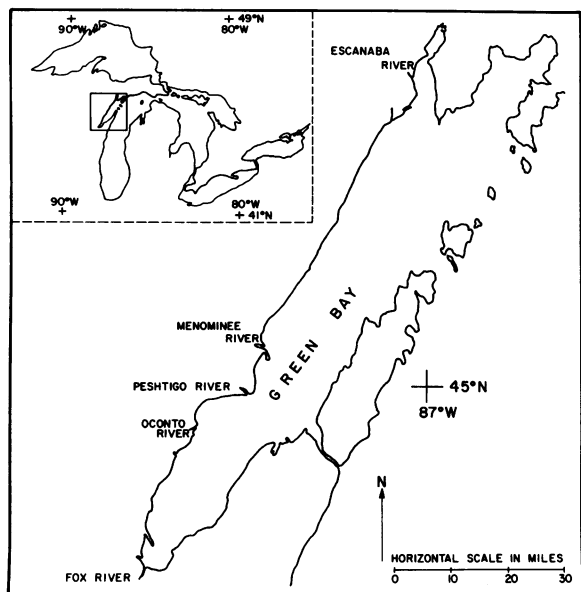 90°W
+
49°N
+
80°W
90°W
+
80°W
+ 41°N
ESCANABA
RIVER
MENOMINEE
RIVER
GREEN BAY
PESHTIGO RIVER
45°N
87°W
OCONTO
RIVER
N
HORIZONTAL SCALE IN MILES
0 10 20 30
FOX RIVER